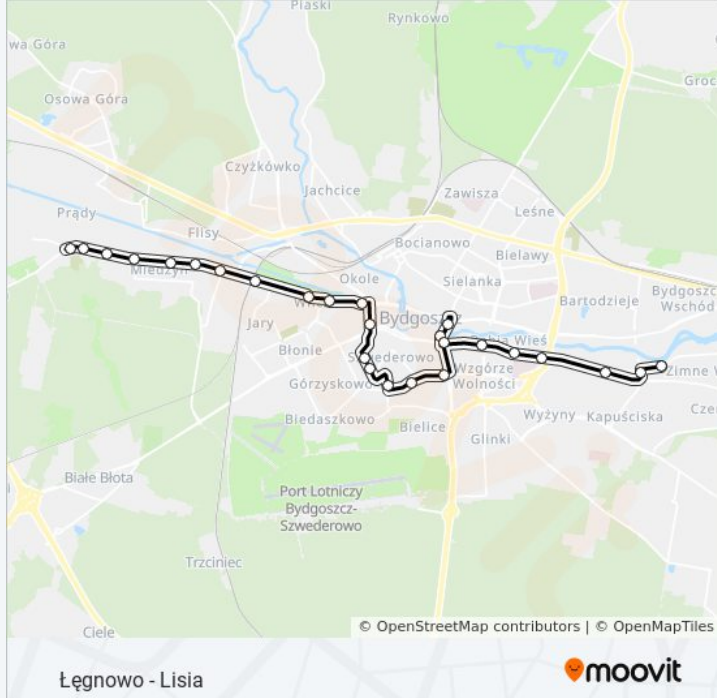 Piaski
Rynkowo
wa Góra
Osowa Góra
Groc
Czyżkówko
Jachcice
Zawisza
Prądy
Leśne
Flisy
Bocianowo
Bielawy
Miedzyń
Okole
Sielanka
Bydgoszcz
Wschód
Bartodzieje
Bydgoszcz
Jary
Błonie
Szwederowo
Wzgórze
Wolności
Zimne W
Górzyskowo
Wyżyny
Kapuściska
Czer
Biedaszkowo
Bielice
Glinki
Białe Błota
Port Lotniczy
Bydgoszcz-
Szwederowo
Trzciniec
Ciele
© OpenStreetMap contributors | © OpenMapTiles
Łęgnowo - Lisia
moovit